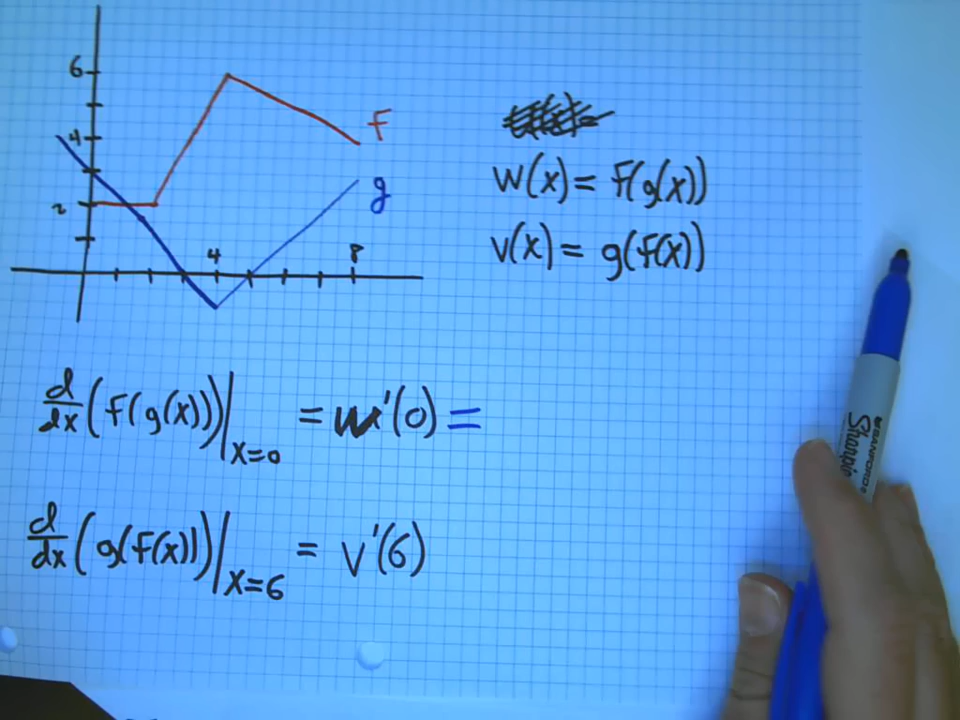 6
4
2
4
8
f
g
w(x) = f(g(x))
v(x) = g(f(x))
d/dx (f(g(x)))|x=0 = w'(0) =
d/dx (g(f(x)))|x=6 = v'(6)
SANFORD
Sharpie